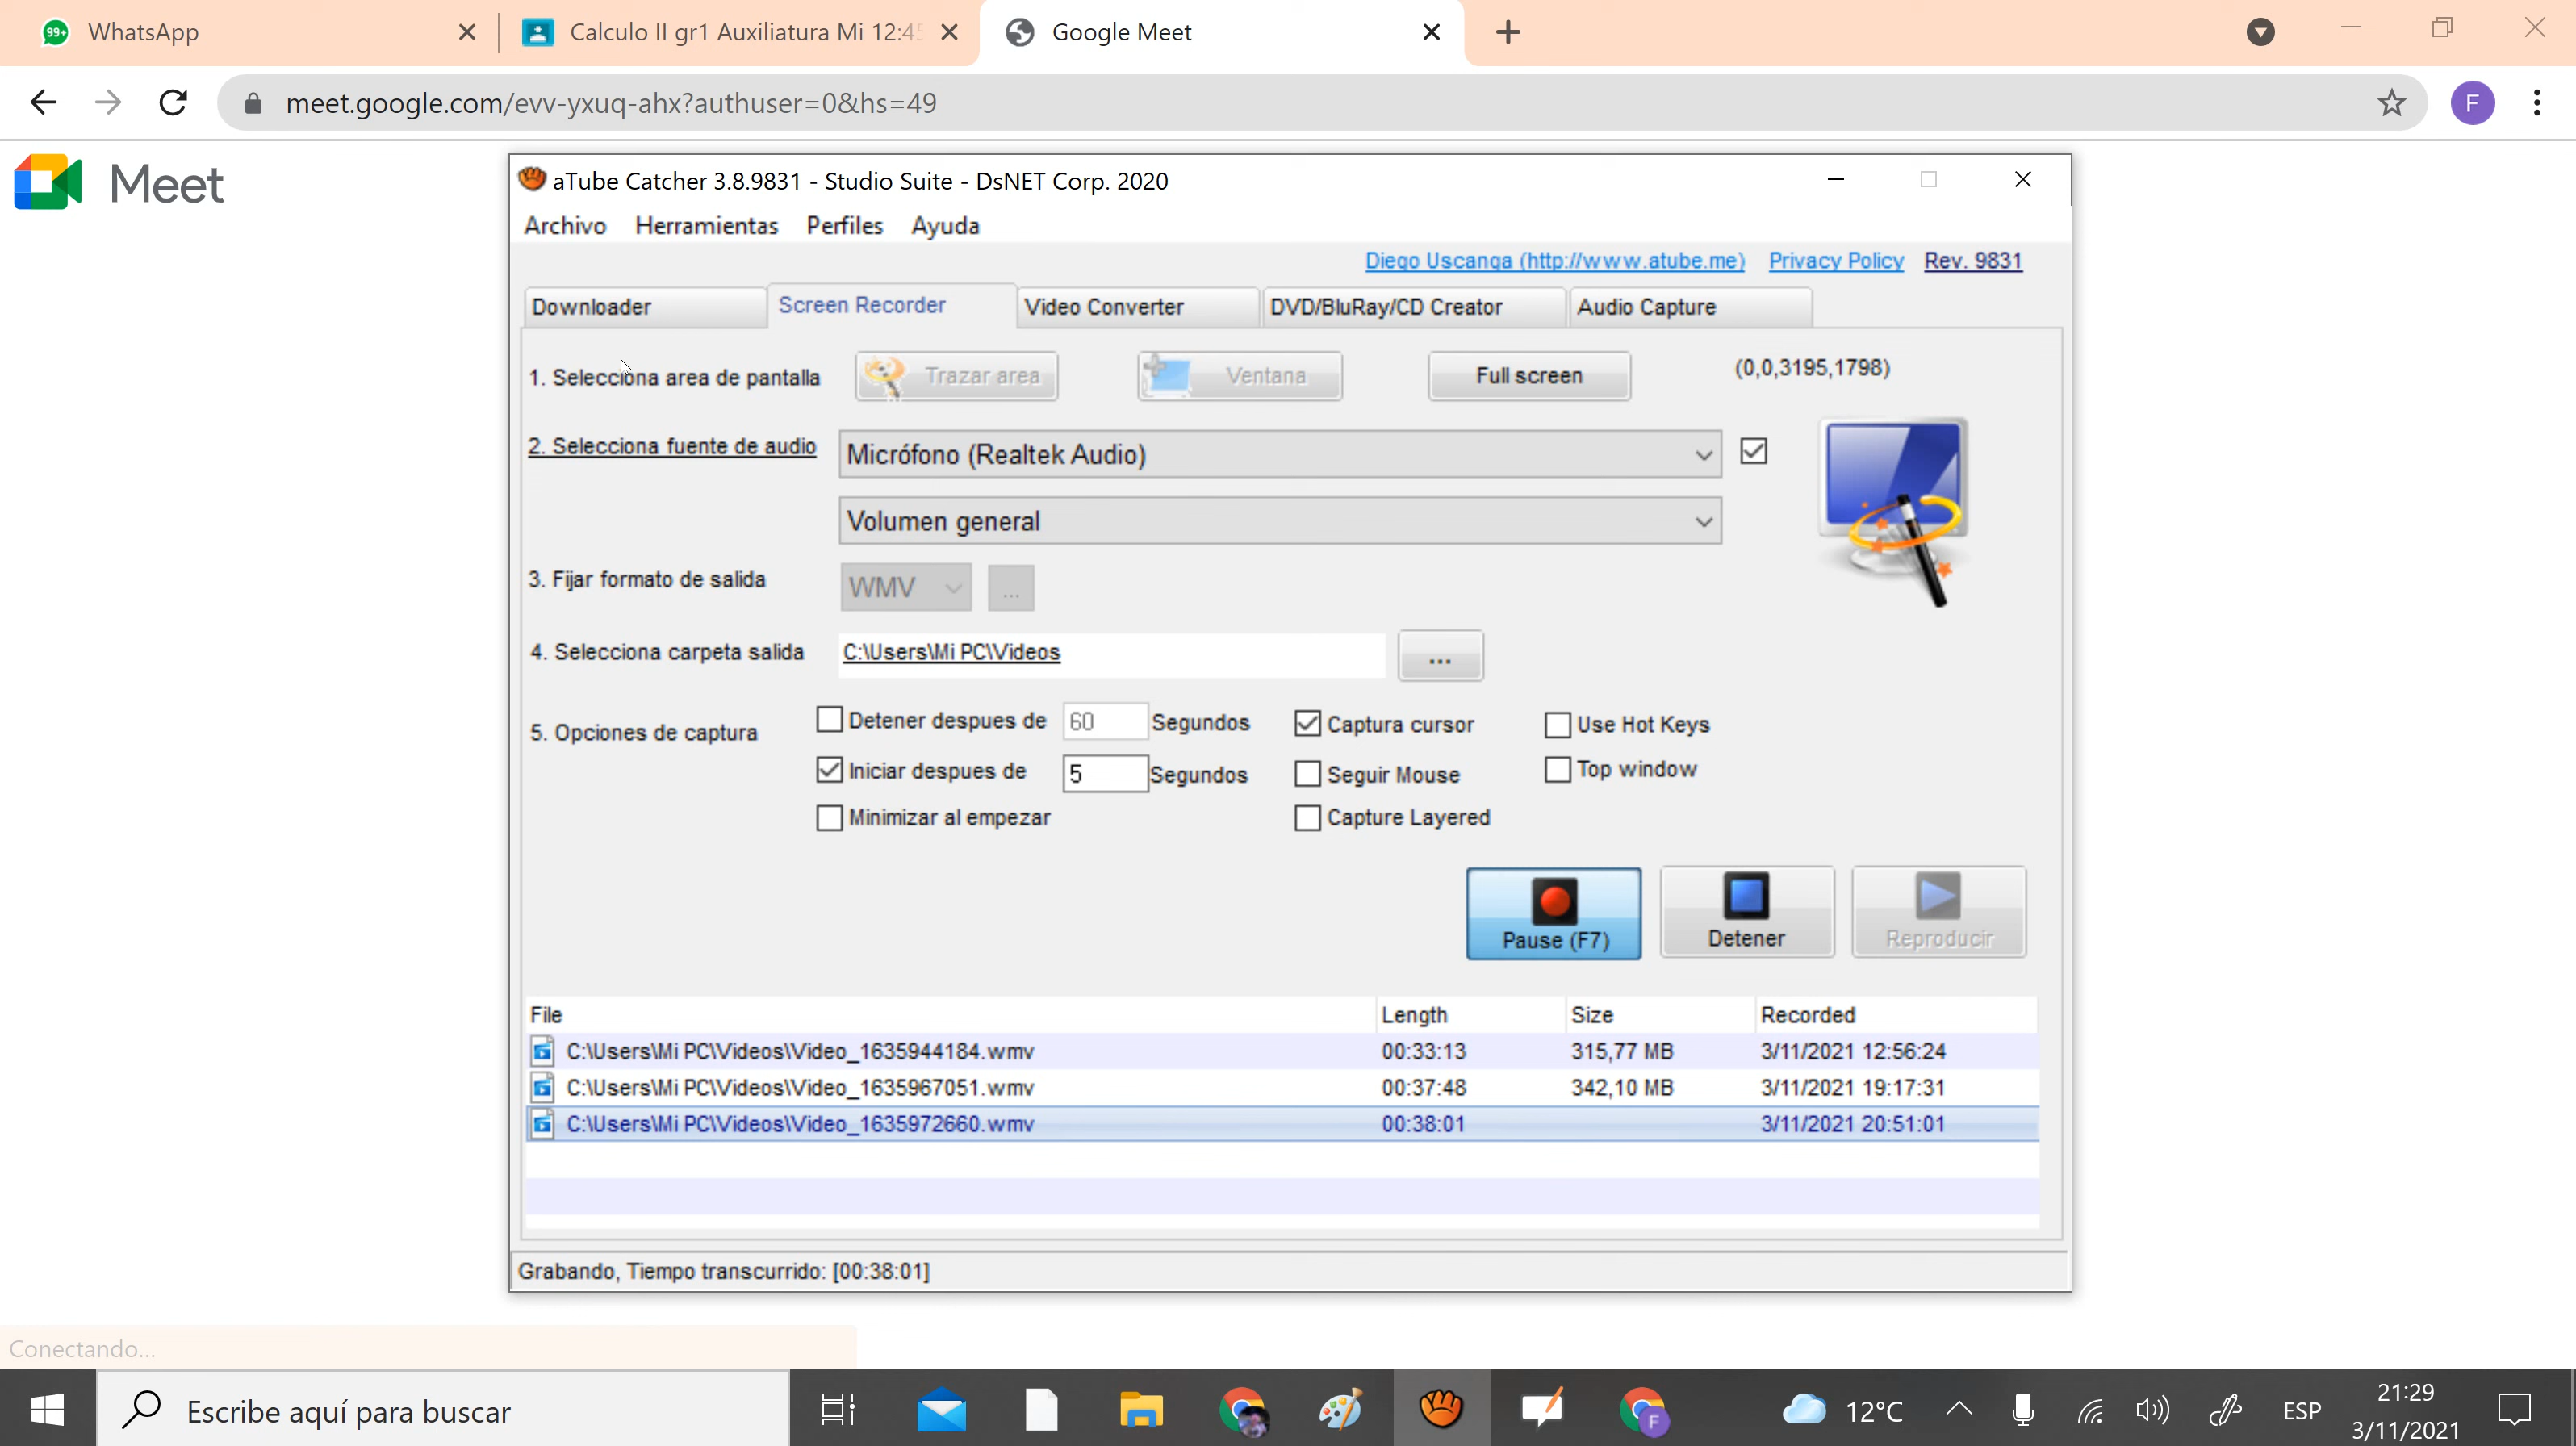 99+ WhatsApp
Calculo II gr1 Auxiliatura Mi 12:45
Google Meet
meet.google.com/evv-yxuq-ahx?authuser=0&hs=49
F
Meet
aTube Catcher 3.8.9831 - Studio Suite - DsNET Corp. 2020
Archivo Herramientas Perfiles Ayuda
Diego Uscanga (http://www.atube.me) Privacy Policy Rev. 9831
Downloader Screen Recorder Video Converter DVD/BluRay/CD Creator Audio Capture
1. Selecciona area de pantalla Trazar area Ventana Full screen (0,0,3195,1798)
2. Selecciona fuente de audio Micrófono (Realtek Audio)
Volumen general
3. Fijar formato de salida WMV ...
4. Selecciona carpeta salida C:\Users\Mi PC\Videos ...
5. Opciones de captura
Detener despues de 60 Segundos Captura cursor Use Hot Keys
Iniciar despues de 5 Segundos Seguir Mouse Top window
Minimizar al empezar Capture Layered
Pause (F7) Detener Reproducir
File Length Size Recorded
C:\Users\Mi PC\Videos\Video_1635944184.wmv 00:33:13 315,77 MB 3/11/2021 12:56:24
C:\Users\Mi PC\Videos\Video_1635967051.wmv 00:37:48 342,10 MB 3/11/2021 19:17:31
C:\Users\Mi PC\Videos\Video_1635972660.wmv 00:38:01 3/11/2021 20:51:01
Grabando, Tiempo transcurrido: [00:38:01]
Conectando...
Escribe aquí para buscar
F
12°C
ESP
21:29
3/11/2021